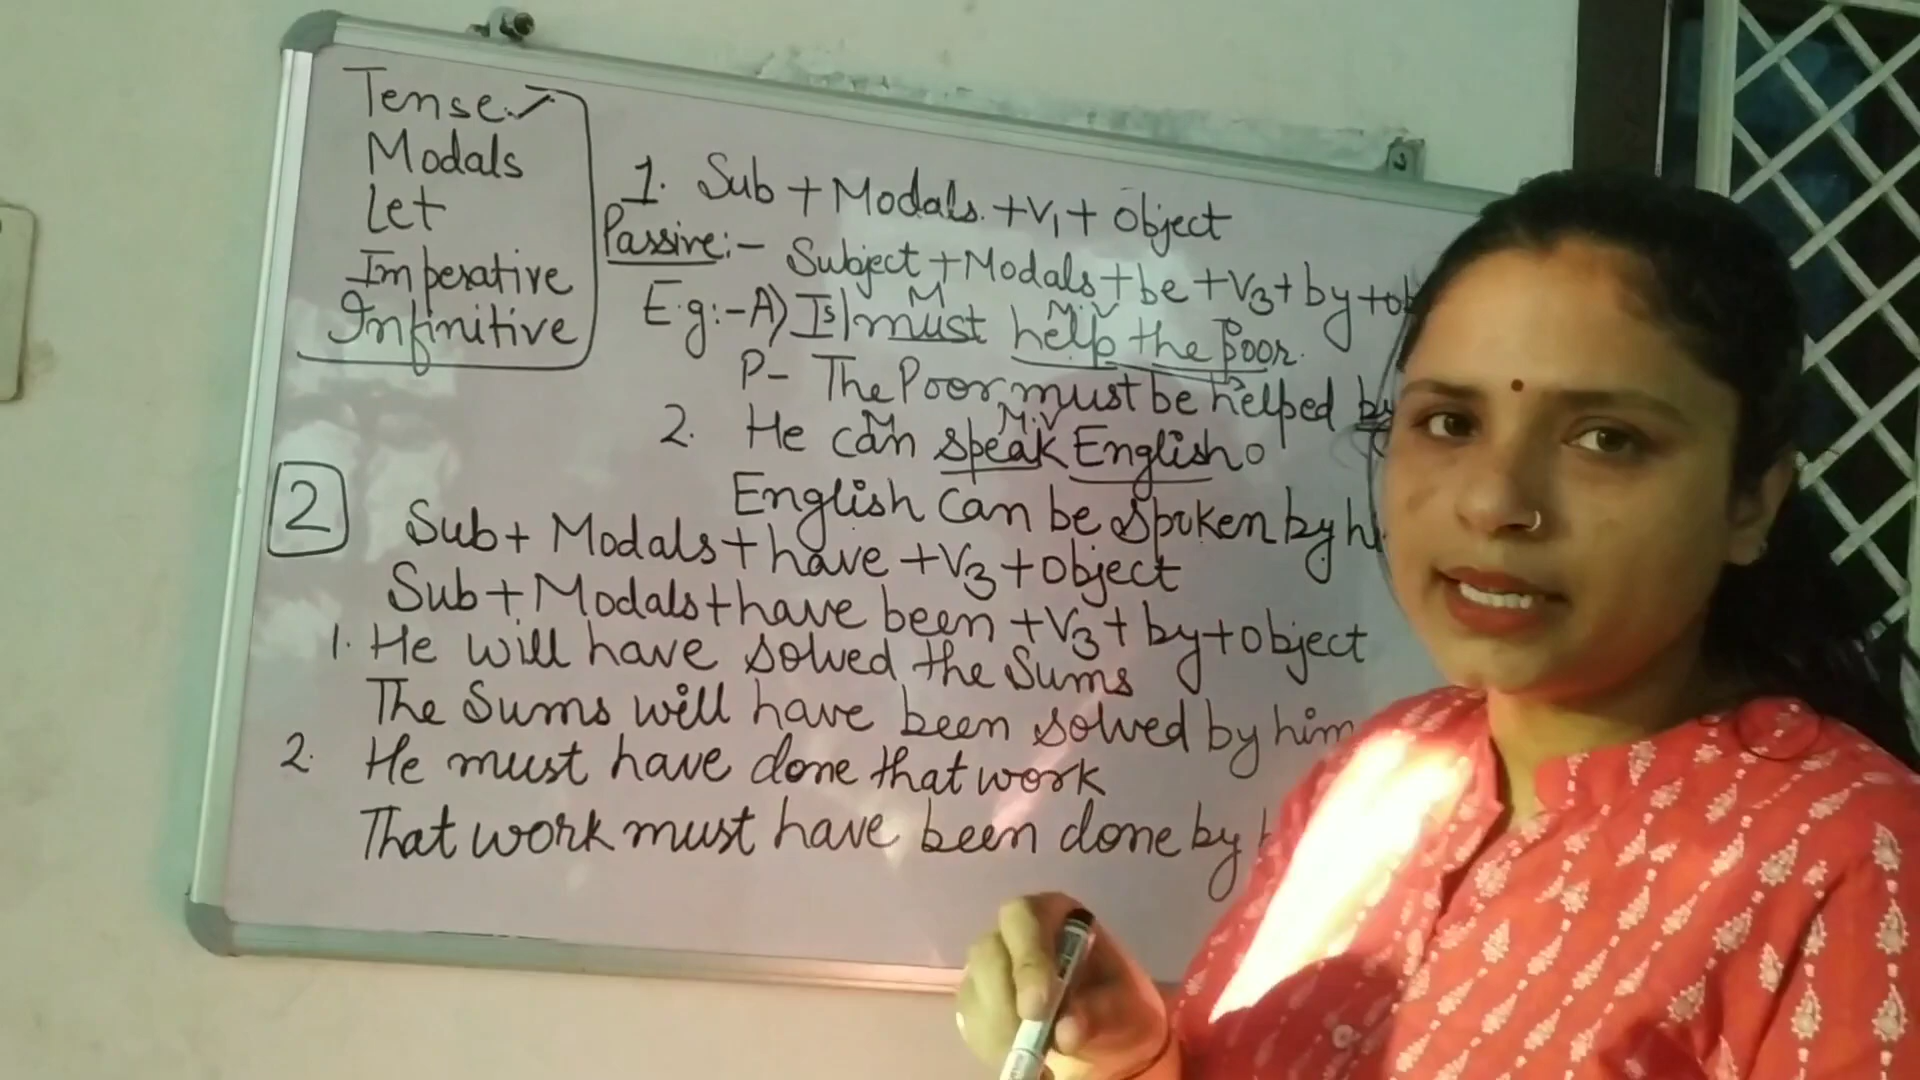 Tense
Modals
Let
Imperative
Infinitive
1. Sub + Modals + V1 + Object
Passive:- Subject + Modals + be + V3 + by + ob
M M.V
E.g:- A) I must help the poor.
P- The Poor must be helped by
M M.V
2. He can speak English
English can be spoken by h
2
Sub + Modals + have + V3 + Object
Sub + Modals + have been + V3 + by + object
1. He will have solved the Sums
The Sums will have been solved by him
2. He must have done that work
That work must have been done by